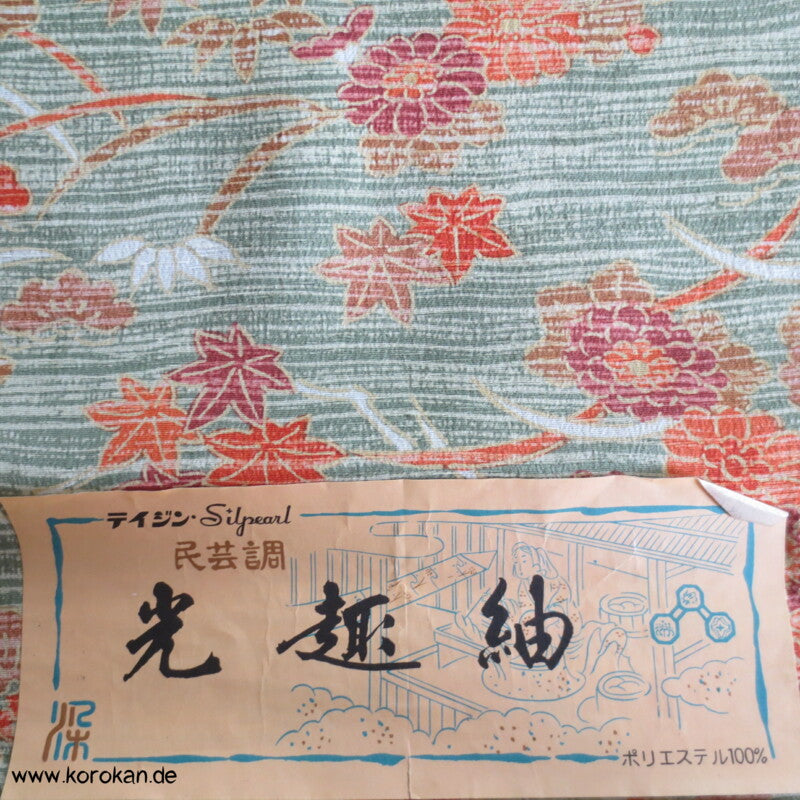 テイジン・Silpearl
民芸調
光趣紬
ポリエステル100%
www.korokan.de